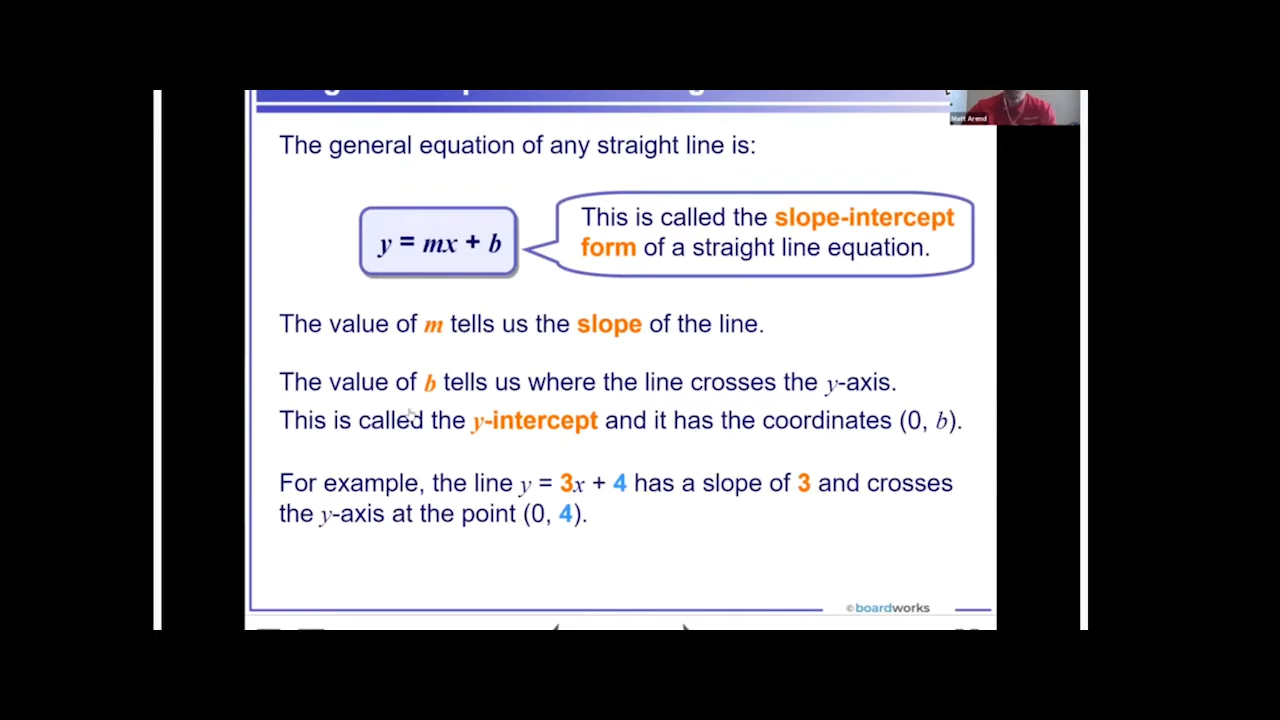 Matt Arend
The general equation of any straight line is:
y = mx + b
This is called the slope-intercept
form of a straight line equation.
The value of m tells us the slope of the line.
The value of b tells us where the line crosses the y-axis.
This is called the y-intercept and it has the coordinates (0, b).
For example, the line y = 3x + 4 has a slope of 3 and crosses
the y-axis at the point (0, 4).
© boardworks